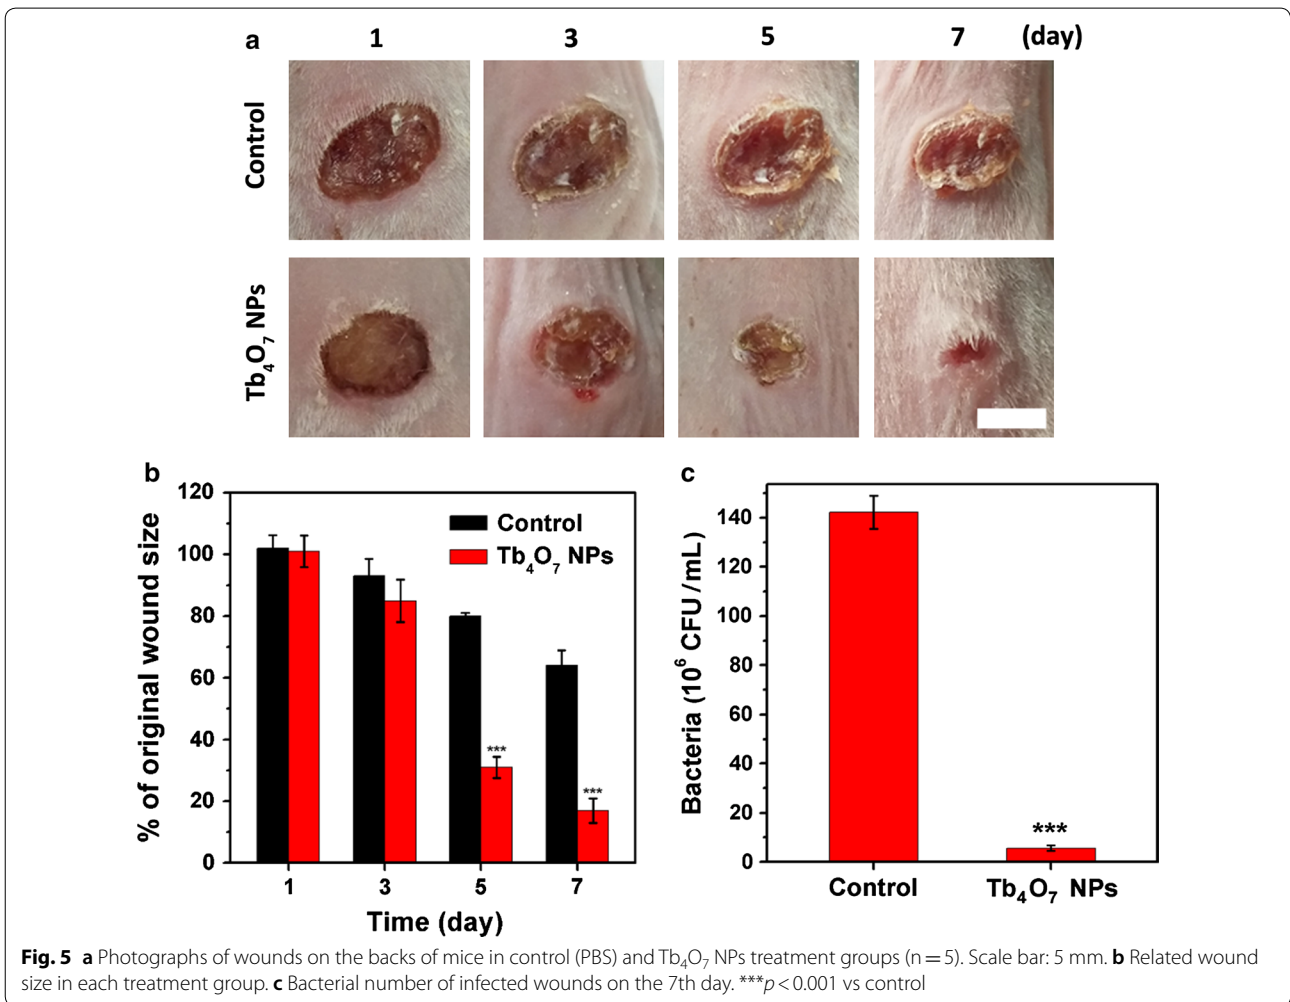 a 1 3 5 7 (day)
Control
Tb₄O₇ NPs
b
120
100
80
60
40
20
0
% of original wound size
Control
Tb₄O₇ NPs
***
***
1 3 5 7
Time (day)
c
140
120
100
80
60
40
20
0
Bacteria (10⁶ CFU /mL)
***
Control Tb₄O₇ NPs
Fig. 5 a Photographs of wounds on the backs of mice in control (PBS) and Tb₄O₇ NPs treatment groups (n = 5). Scale bar: 5 mm. b Related wound
size in each treatment group. c Bacterial number of infected wounds on the 7th day. ***p < 0.001 vs control